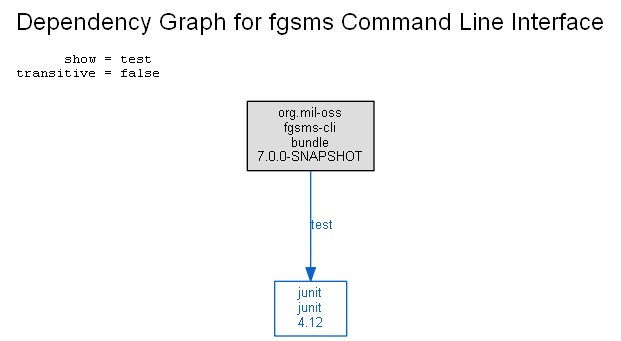 Dependency Graph for fgsms Command Line Interface
show = test
transitive = false
org.mil-oss
fgsms-cli
bundle
7.0.0-SNAPSHOT
test
junit
junit
4.12